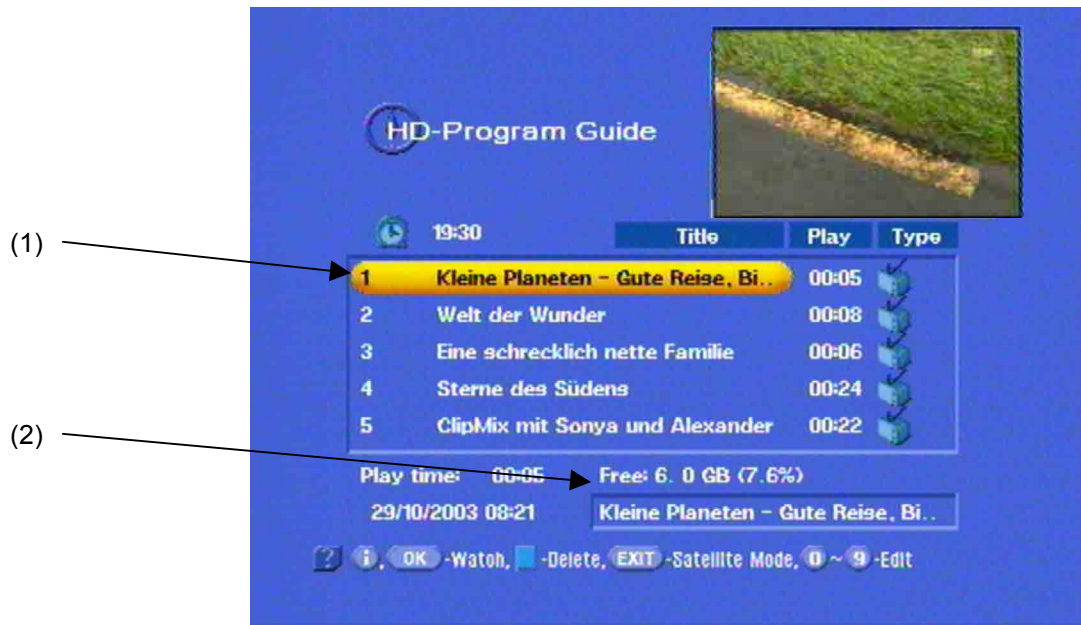 HD-Program Guide
19:30 Title Play Type
(1)
1 Kleine Planeten - Gute Reise, Bi.. 00:05
2 Welt der Wunder 00:08
3 Eine schrecklich nette Familie 00:06
4 Sterne des Südens 00:24
(2)
5 ClipMix mit Sonya und Alexander 00:22
Play time: 00:05 Free: 6. 0 GB (7.6%)
29/10/2003 08:21 Kleine Planeten - Gute Reise, Bi..
? i, OK -Watch, -Delete, EXIT -Satellite Mode, 0 ~ 9 -Edit